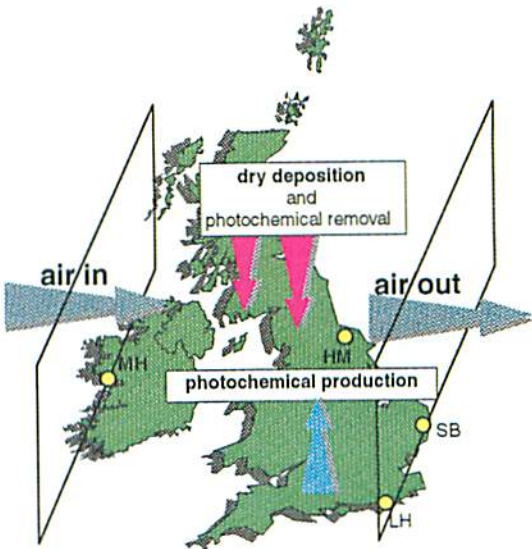 dry deposition
and
photochemical removal
air in
air out
MH
HM
photochemical production
SB
LH